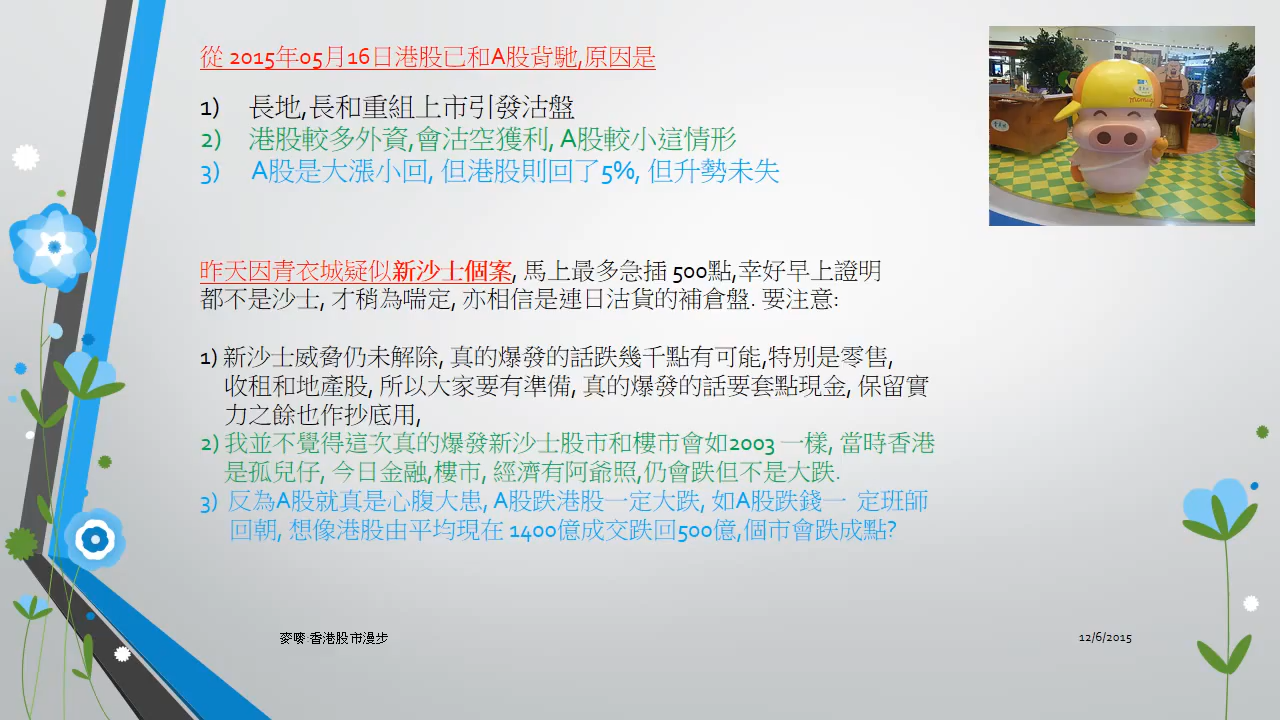 從 2015年05月16日港股已和A股背馳,原因是
1) 長地,長和重組上市引發沽盤
2) 港股較多外資,會沽空獲利, A股較小這情形
3) A股是大漲小回, 但港股則回了5%, 但升勢未失
昨天因青衣城疑似新沙士個案, 馬上最多急插 500點,幸好早上證明
都不是沙士, 才稍為喘定, 亦相信是連日沽貨的補倉盤. 要注意:
1) 新沙士威脅仍未解除, 真的爆發的話跌幾千點有可能,特別是零售,
收租和地產股, 所以大家要有準備, 真的爆發的話要套點現金, 保留實
力之餘也作抄底用,
2) 我並不覺得這次真的爆發新沙士股市和樓市會如2003 一樣, 當時香港
是孤兒仔, 今日金融,樓市, 經濟有阿爺照,仍會跌但不是大跌.
3) 反為A股就真是心腹大患, A股跌港股一定大跌, 如A股跌錢一 定班師
回朝, 想像港股由平均現在 1400億成交跌回500億,個市會跌成點?
麥嘜 香港股市漫步
12/6/2015